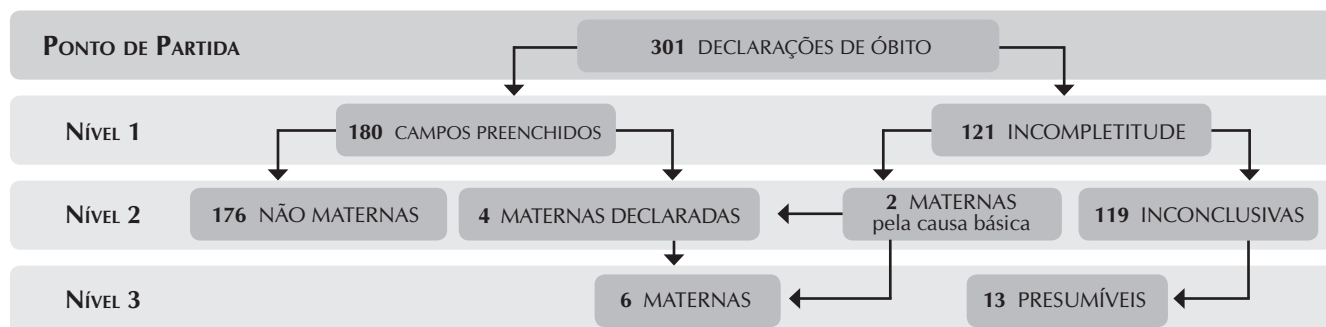 PONTO DE PARTIDA
301 DECLARAÇÕES DE ÓBITO
NÍVEL 1
180 CAMPOS PREENCHIDOS
121 INCOMPLETITUDE
NÍVEL 2
176 NÃO MATERNAS
4 MATERNAS DECLARADAS
2 MATERNAS
pela causa básica
119 INCONCLUSIVAS
NÍVEL 3
6 MATERNAS
13 PRESUMÍVEIS